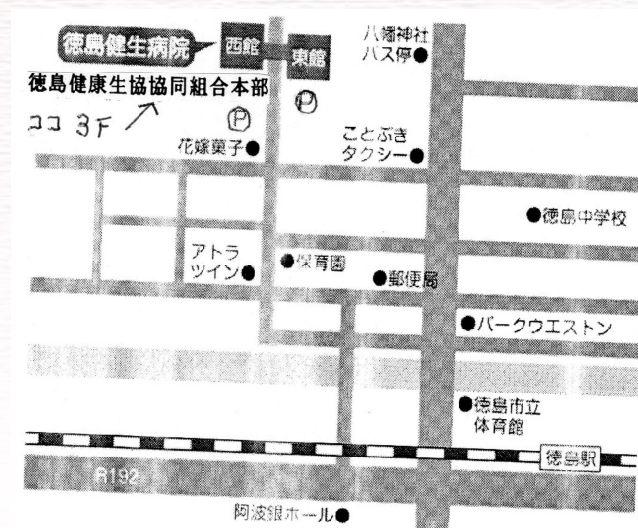 徳島健生病院
西館
東館
八幡神社
バス停
徳島健康生協協同組合本部
ココ 3F
P
P
花嫁菓子
ことぶき
タクシー
徳島中学校
アトラ
ツイン
保育園
郵便局
パークウエストン
徳島市立
体育館
徳島駅
R192
阿波銀ホール